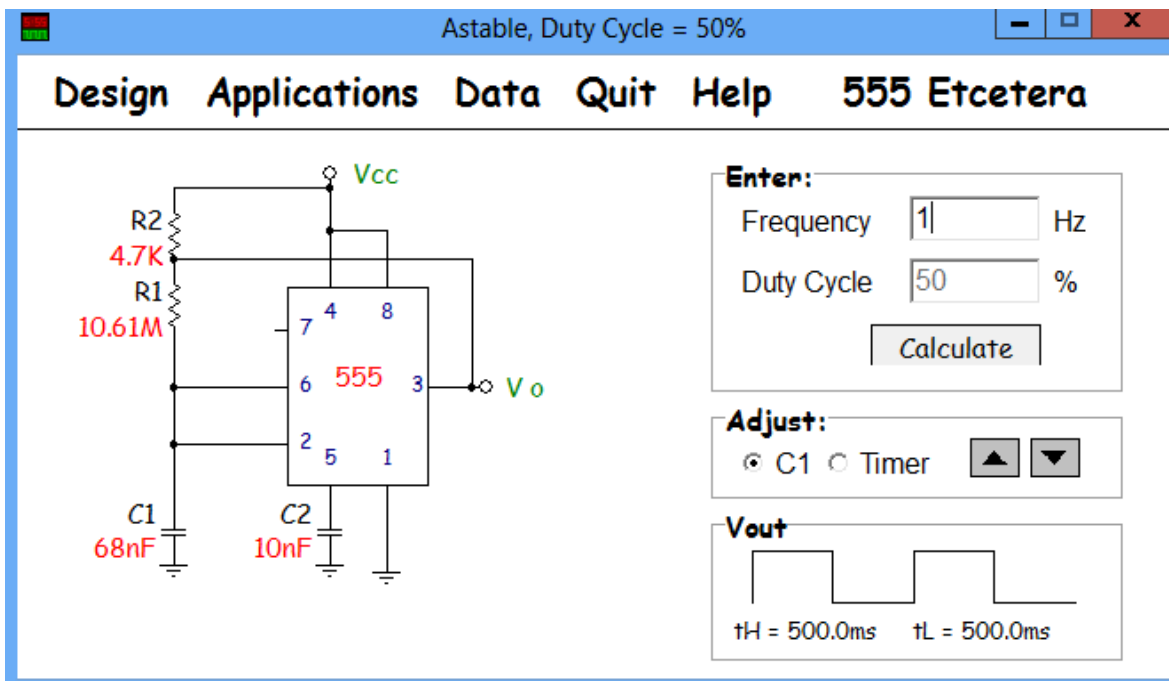 Astable, Duty Cycle = 50%
x
Design Applications Data Quit Help 555 Etcetera
Vcc
R2
4.7K
R1
10.61M
7
4
8
6
555
3
V o
2
5
1
C1
68nF
C2
10nF
Enter:
Frequency 1 Hz
Duty Cycle 50 %
Calculate
Adjust:
C1 Timer
Vout
tH = 500.0ms tL = 500.0ms